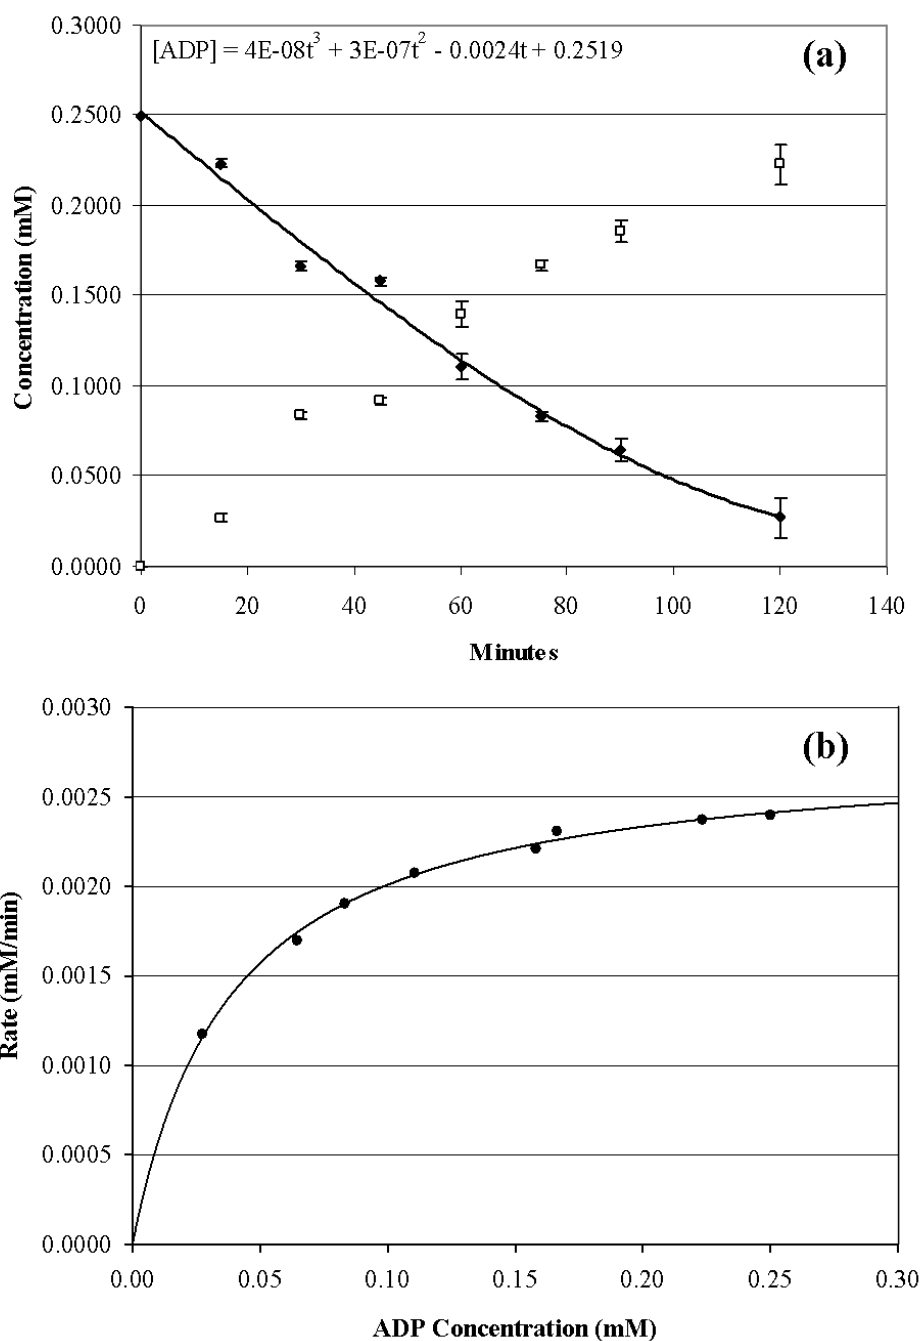 0.3000
[ADP] = 4E-08t³ + 3E-07t² - 0.0024t + 0.2519
(a)
0.2500
0.2000
0.1500
0.1000
0.0500
0.0000
Concentration (mM)
0 20 40 60 80 100 120 140
Minutes
0.0030
(b)
0.0025
0.0020
0.0015
0.0010
0.0005
0.0000
Rate (mM/min)
0.00 0.05 0.10 0.15 0.20 0.25 0.30
ADP Concentration (mM)